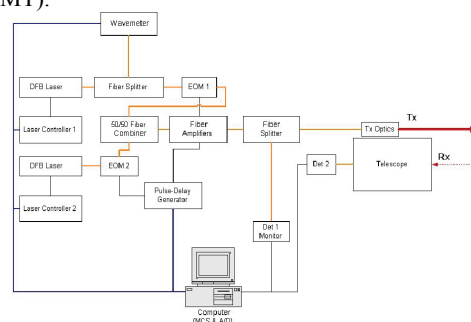 MT).
Wavemeter
DFB Laser
Fiber Splitter
EOM 1
Laser Controller 1
50/50 Fiber
Combiner
Fiber
Amplifiers
Fiber
Splitter
Tx Optics
Tx
DFB Laser
EOM 2
Det 2
Telescope
Rx
Laser Controller 2
Pulse-Delay
Generator
Det 1
Monitor
Computer
(MCS & A/D)